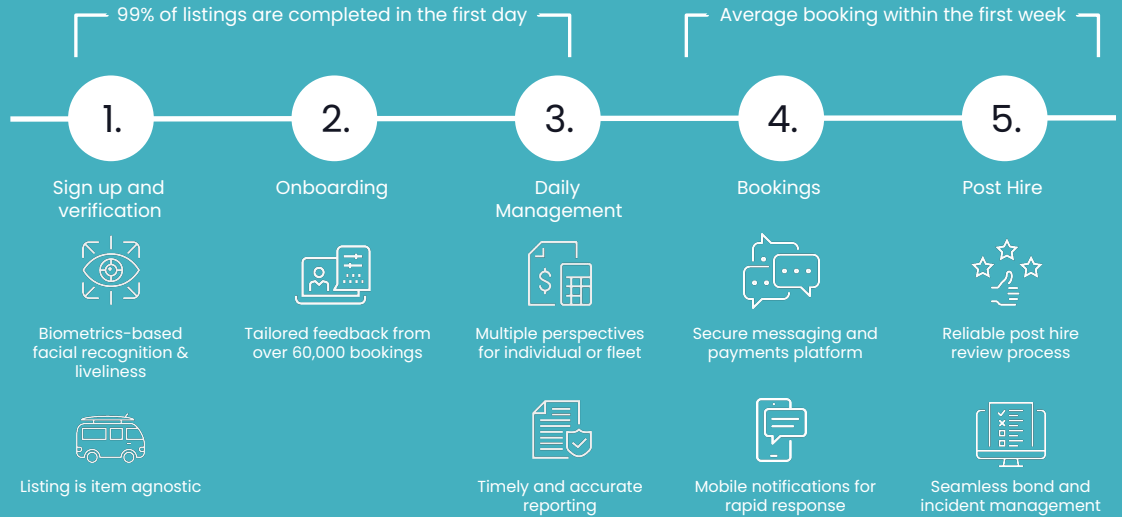 99% of listings are completed in the first day
Average booking within the first week
1.
2.
3.
4.
5.
Sign up and
verification
Onboarding
Daily
Management
Bookings
Post Hire
Biometrics-based
facial recognition &
liveliness
Tailored feedback from
over 60,000 bookings
Multiple perspectives
for individual or fleet
Secure messaging and
payments platform
Reliable post hire
review process
Listing is item agnostic
Timely and accurate
reporting
Mobile notifications for
rapid response
Seamless bond and
incident management